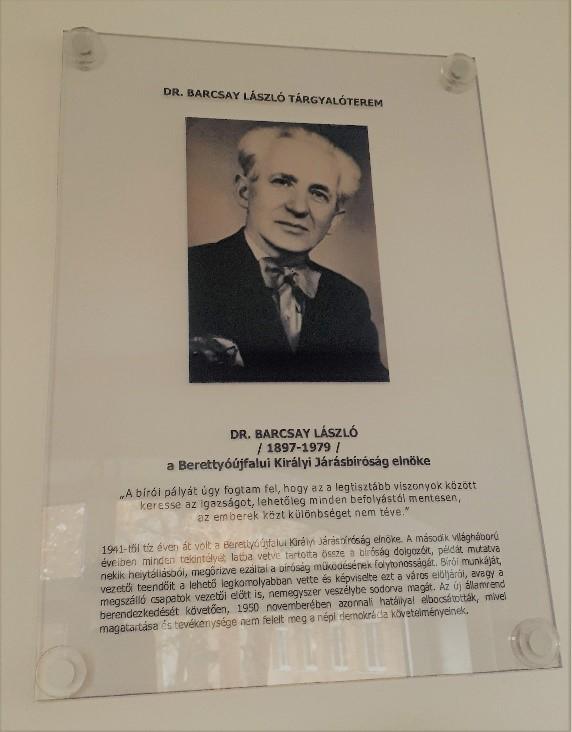 DR. BARCSAY LÁSZLÓ TÁRGYALÓTEREM
DR. BARCSAY LÁSZLÓ
/ 1897-1979 /
a Berettyóújfalui Királyi Járásbíróság elnöke
„A bírói pályát úgy fogtam fel, hogy az a legtisztább viszonyok között
keresse az igazságot, lehetőleg minden befolyástól mentesen,
az emberek közt különbséget nem téve.”
1941-től tíz éven át volt a Berettyóújfalui Királyi Járásbíróság elnöke. A második világháború
éveiben minden tekintélyét latba vetve tartotta össze a bíróság dolgozóit, példát mutatva
nekik helytállásból, megőrizve ezáltal a bíróság működésének folytonosságát. Bírói munkáját,
vezetői teendőit a lehető legkomolyabban vette és képviselte ezt a város elöljárói, avagy a
megszálló csapatok vezetői előtt is, nemegyszer veszélybe sodorva magát. Az új államrend
berendezkedését követően, 1950 novemberében azonnali hatállyal elbocsátották, mivel
magatartása és tevékenysége nem felelt meg a népi demokrácia követelményeinek.